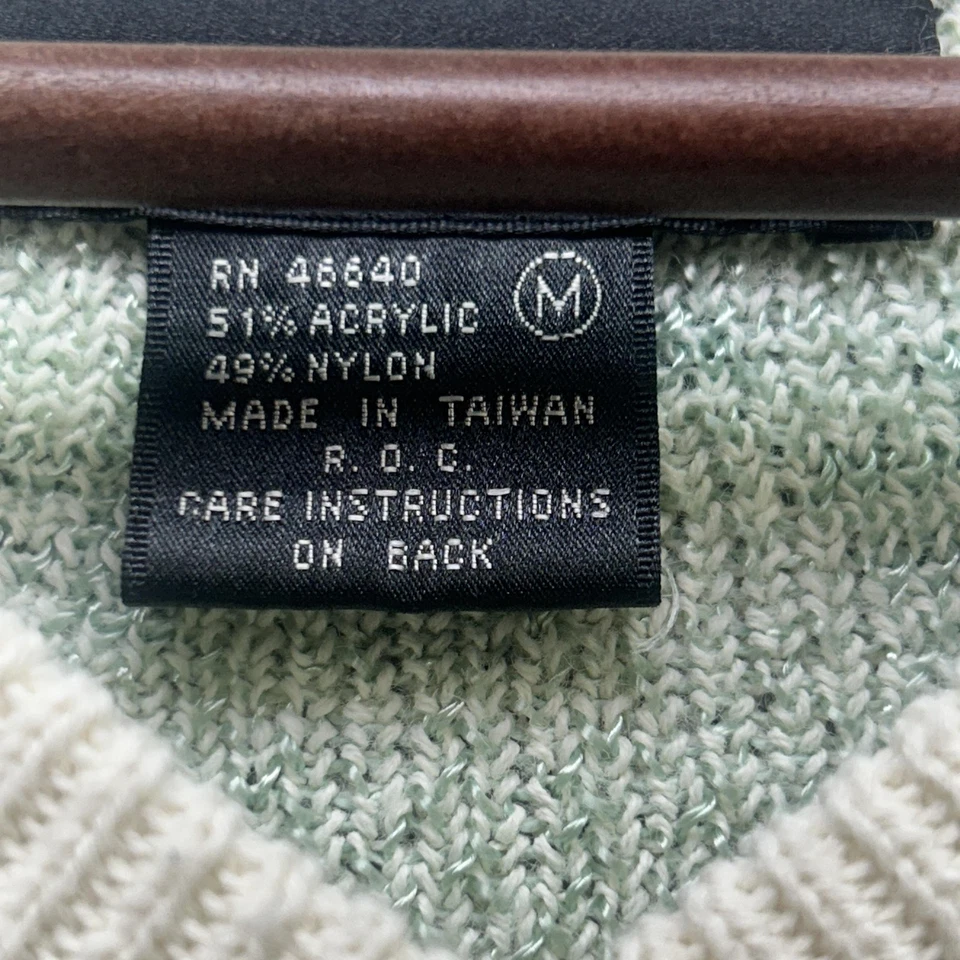 RN 46640
M
51% ACRYLIC
49% NYLON
MADE IN TAIWAN
R. O. C.
CARE INSTRUCTIONS
ON BACK